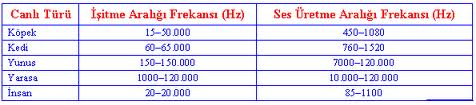 Canlı Türü İşitme Aralığı Frekansı (Hz) Ses Üretme Aralığı Frekansı (Hz)
Köpek 15–50.000 450–1080
Kedi 60–65.000 760–1520
Yunus 150–150.000 7000–120.000
Yarasa 1000–120.000 10.000–120.000
İnsan 20–20.000 85–1100